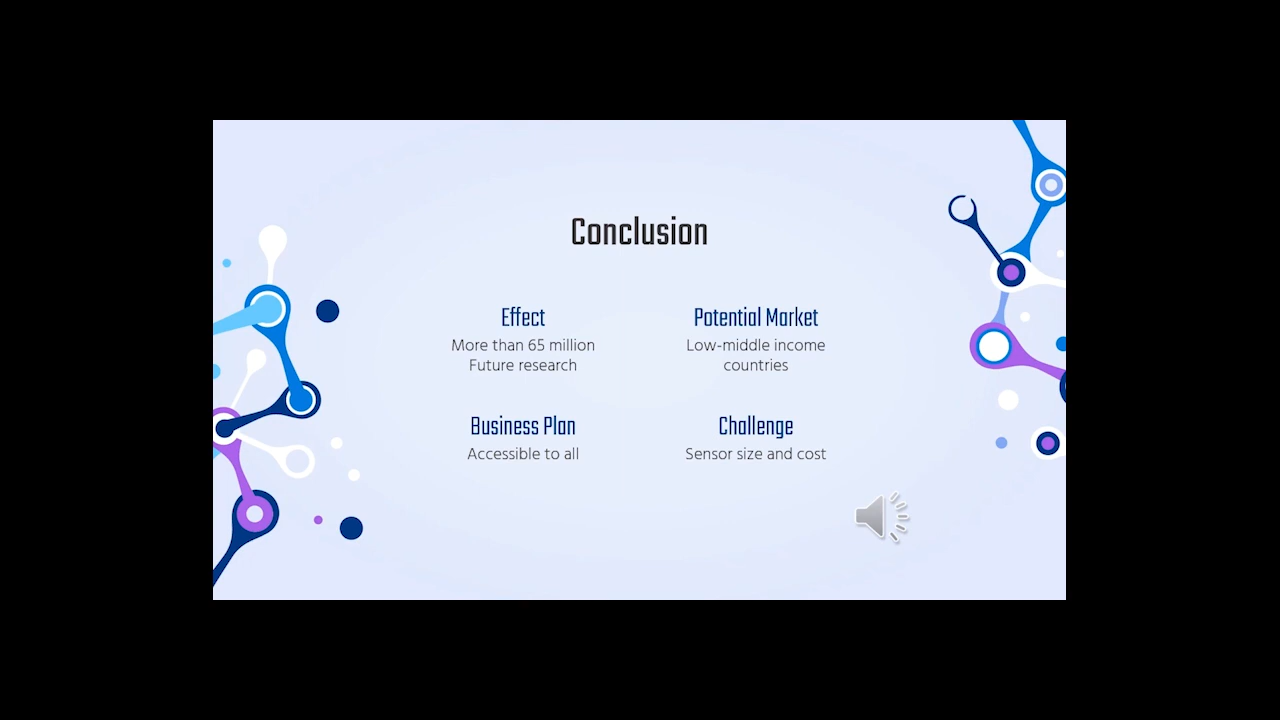 Conclusion
Effect
More than 65 million
Future research
Potential Market
Low-middle income
countries
Business Plan
Accessible to all
Challenge
Sensor size and cost